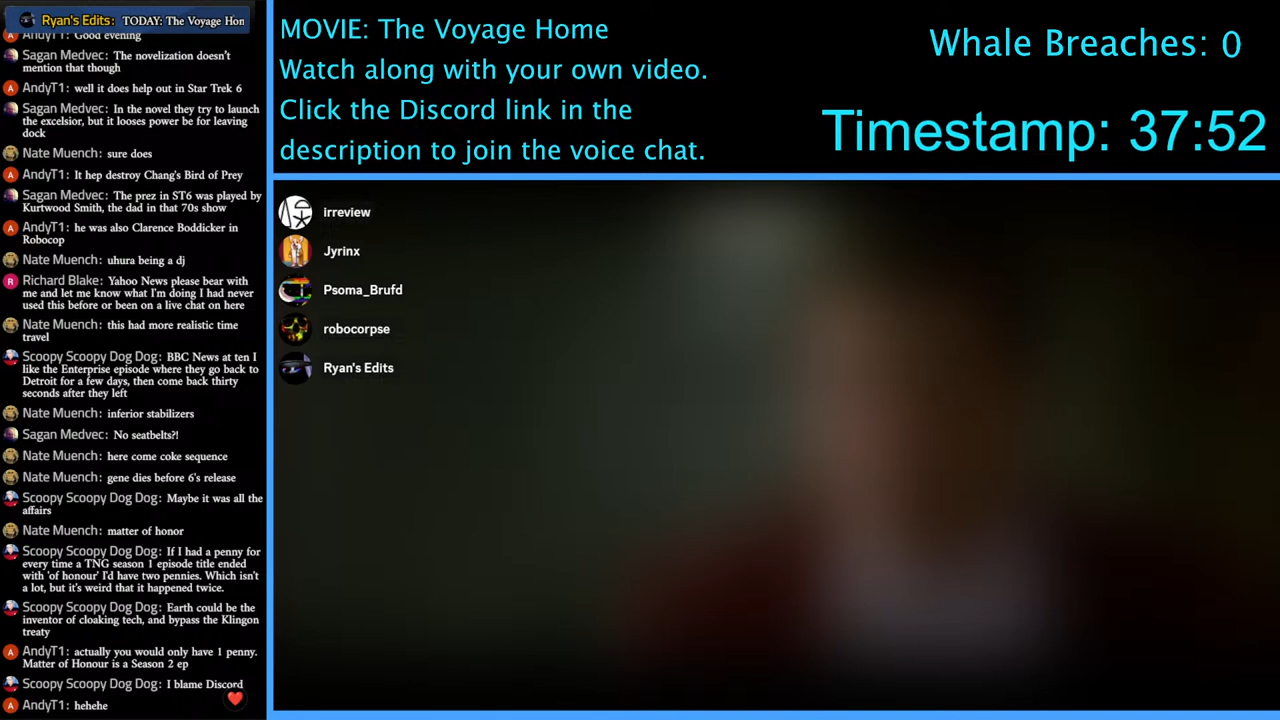 Ryan's Edits: TODAY: The Voyage Hom
AndyT1: Good evening
Sagan Medvec: The novelization doesn't
mention that though
AndyT1: well it does help out in Star Trek 6
Sagan Medvec: In the novel they try to launch
the excelsior, but it looses power be for leaving
dock
Nate Muench: sure does
AndyT1: It hep destroy Chang's Bird of Prey
Sagan Medvec: The prez in ST6 was played by
Kurtwood Smith, the dad in that 70s show
AndyT1: he was also Clarence Boddicker in
Robocop
Nate Muench: uhura being a dj
Richard Blake: Yahoo News please bear with
me and let me know what I'm doing I had never
used this before or been on a live chat on here
Nate Muench: this had more realistic time
travel
Scoopy Scoopy Dog Dog: BBC News at ten I
like the Enterprise episode where they go back to
Detroit for a few days, then come back thirty
seconds after they left
Nate Muench: inferior stabilizers
Sagan Medvec: No seatbelts?!
Nate Muench: here come coke sequence
Nate Muench: gene dies before 6's release
Scoopy Scoopy Dog Dog: Maybe it was all the
affairs
Nate Muench: matter of honor
Scoopy Scoopy Dog Dog: If I had a penny for
every time a TNG season 1 episode title ended
with 'of honour' I'd have two pennies. Which isn't
a lot, but it's weird that it happened twice.
Scoopy Scoopy Dog Dog: Earth could be the
inventor of cloaking tech, and bypass the Klingon
treaty
AndyT1: actually you would only have 1 penny.
Matter of Honour is a Season 2 ep
Scoopy Scoopy Dog Dog: I blame Discord
AndyT1: hehehe
MOVIE: The Voyage Home
Watch along with your own video.
Click the Discord link in the
description to join the voice chat.
Whale Breaches: 0
Timestamp: 37:52
irreview
Jyrinx
Psoma_Brufd
robocorpse
Ryan's Edits